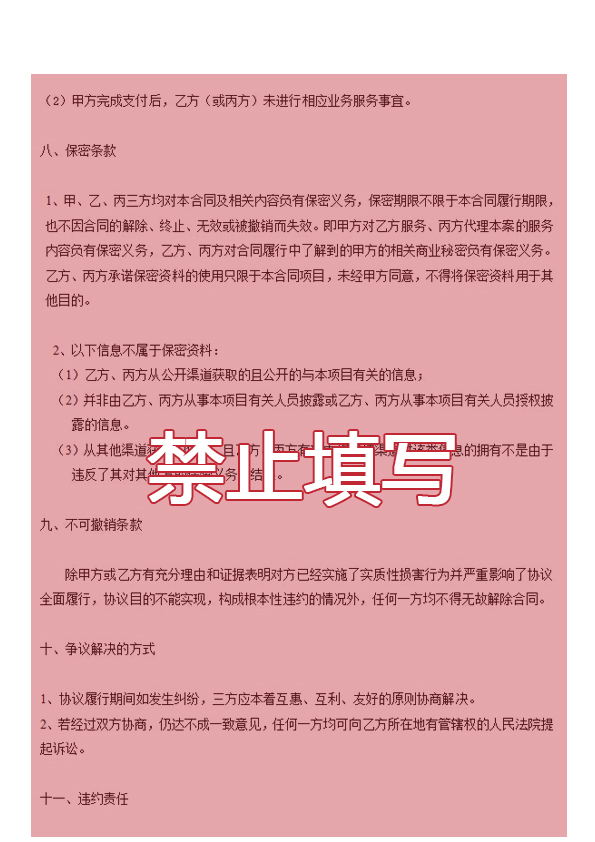 （2）甲方完成支付后，乙方（或丙方）未进行相应业务服务事宜。
八、保密条款
1、甲、乙、丙三方均对本合同及相关内容负有保密义务，保密期限不限于本合同履行期限，
也不因合同的解除、终止、无效或被撤销而失效。即甲方对乙方服务、丙方代理本案的服务
内容负有保密义务，乙方、丙方对合同履行中了解到的甲方的相关商业秘密负有保密义务。
乙方、丙方承诺保密资料的使用只限于本合同项目，未经甲方同意，不得将保密资料用于其
他目的。
2、以下信息不属于保密资料：
（1）乙方、丙方从公开渠道获取的且公开的与本项目有关的信息；
（2）并非由乙方、丙方从事本项目有关人员披露或乙方、丙方从事本项目有关人员授权披
露的信息。
（3）从其他渠道 且 方 丙方有 的拥有不是由于
违反了其对其他 义务 结 。
禁止填写
九、不可撤销条款
除甲方或乙方有充分理由和证据表明对方已经实施了实质性损害行为并严重影响了协议
全面履行，协议目的不能实现，构成根本性违约的情况外，任何一方均不得无故解除合同。
十、争议解决的方式
1、协议履行期间如发生纠纷，三方应本着互惠、互利、友好的原则协商解决。
2、若经过双方协商，仍达不成一致意见，任何一方均可向乙方所在地有管辖权的人民法院提
起诉讼。
十一、违约责任